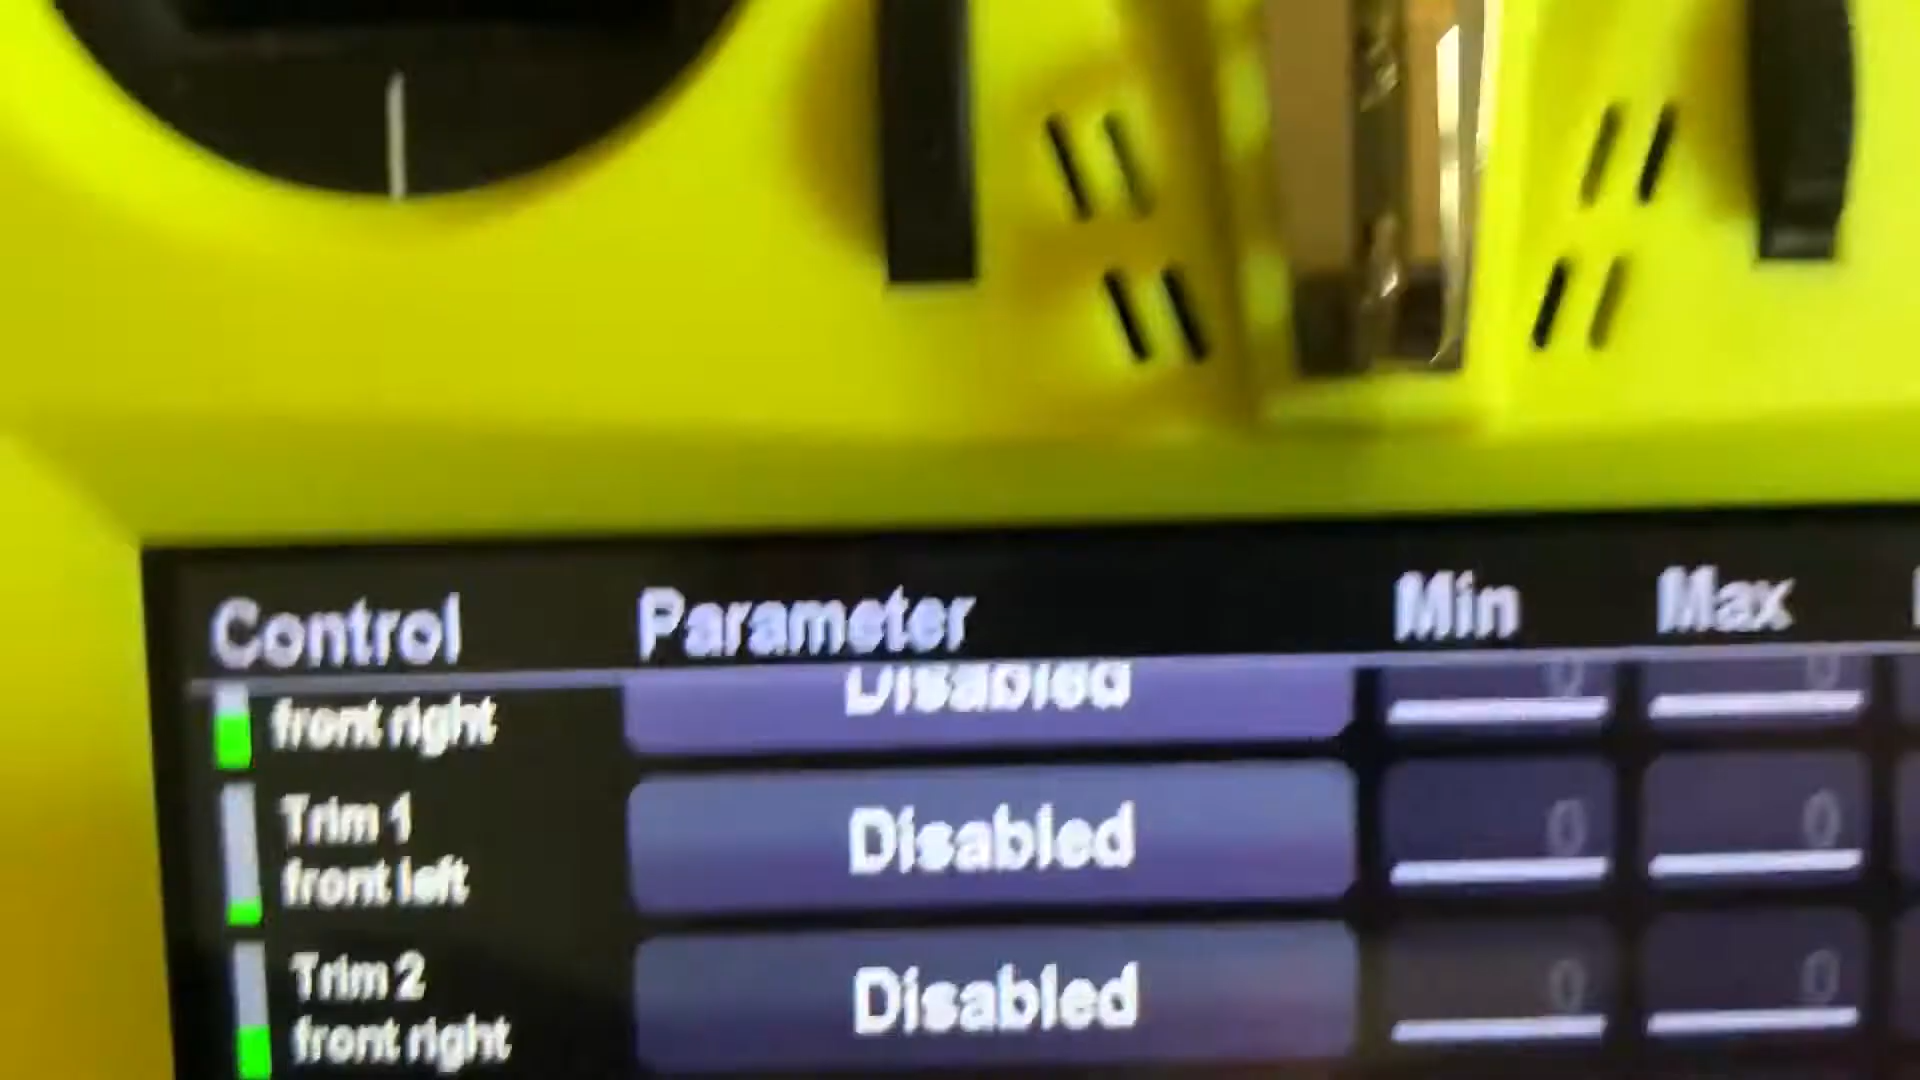 Control Parameter Min Max
front right Disabled 0 0
Trim 1
front left Disabled 0 0
Trim 2
front right Disabled 0 0